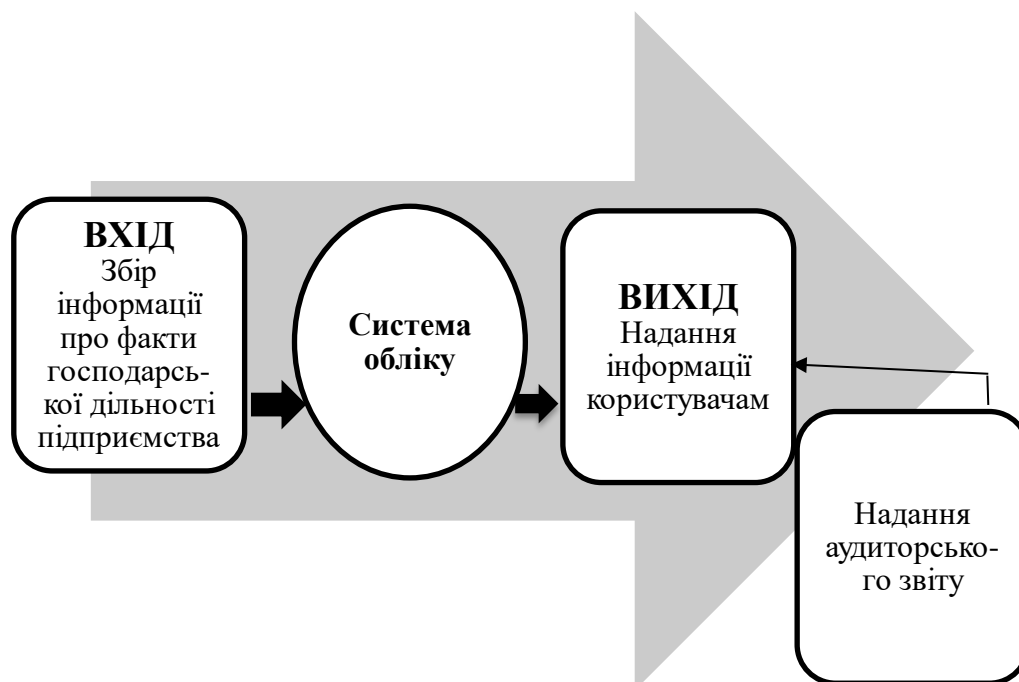 ВХІД
Збір
інформації
про факти
господарсь-
кої дільності
підприємства
Система
обліку
ВИХІД
Надання
інформації
користувачам
Надання
аудиторсько-
го звіту